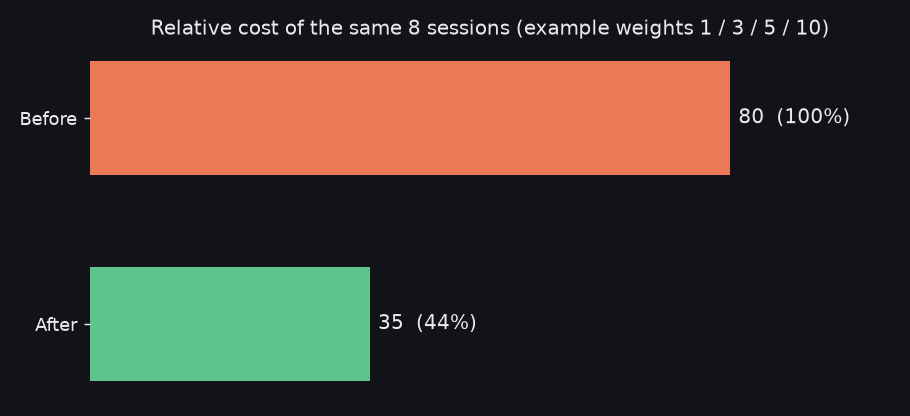 Relative cost of the same 8 sessions (example weights 1 / 3 / 5 / 10)
Before
80 (100%)
After
35 (44%)